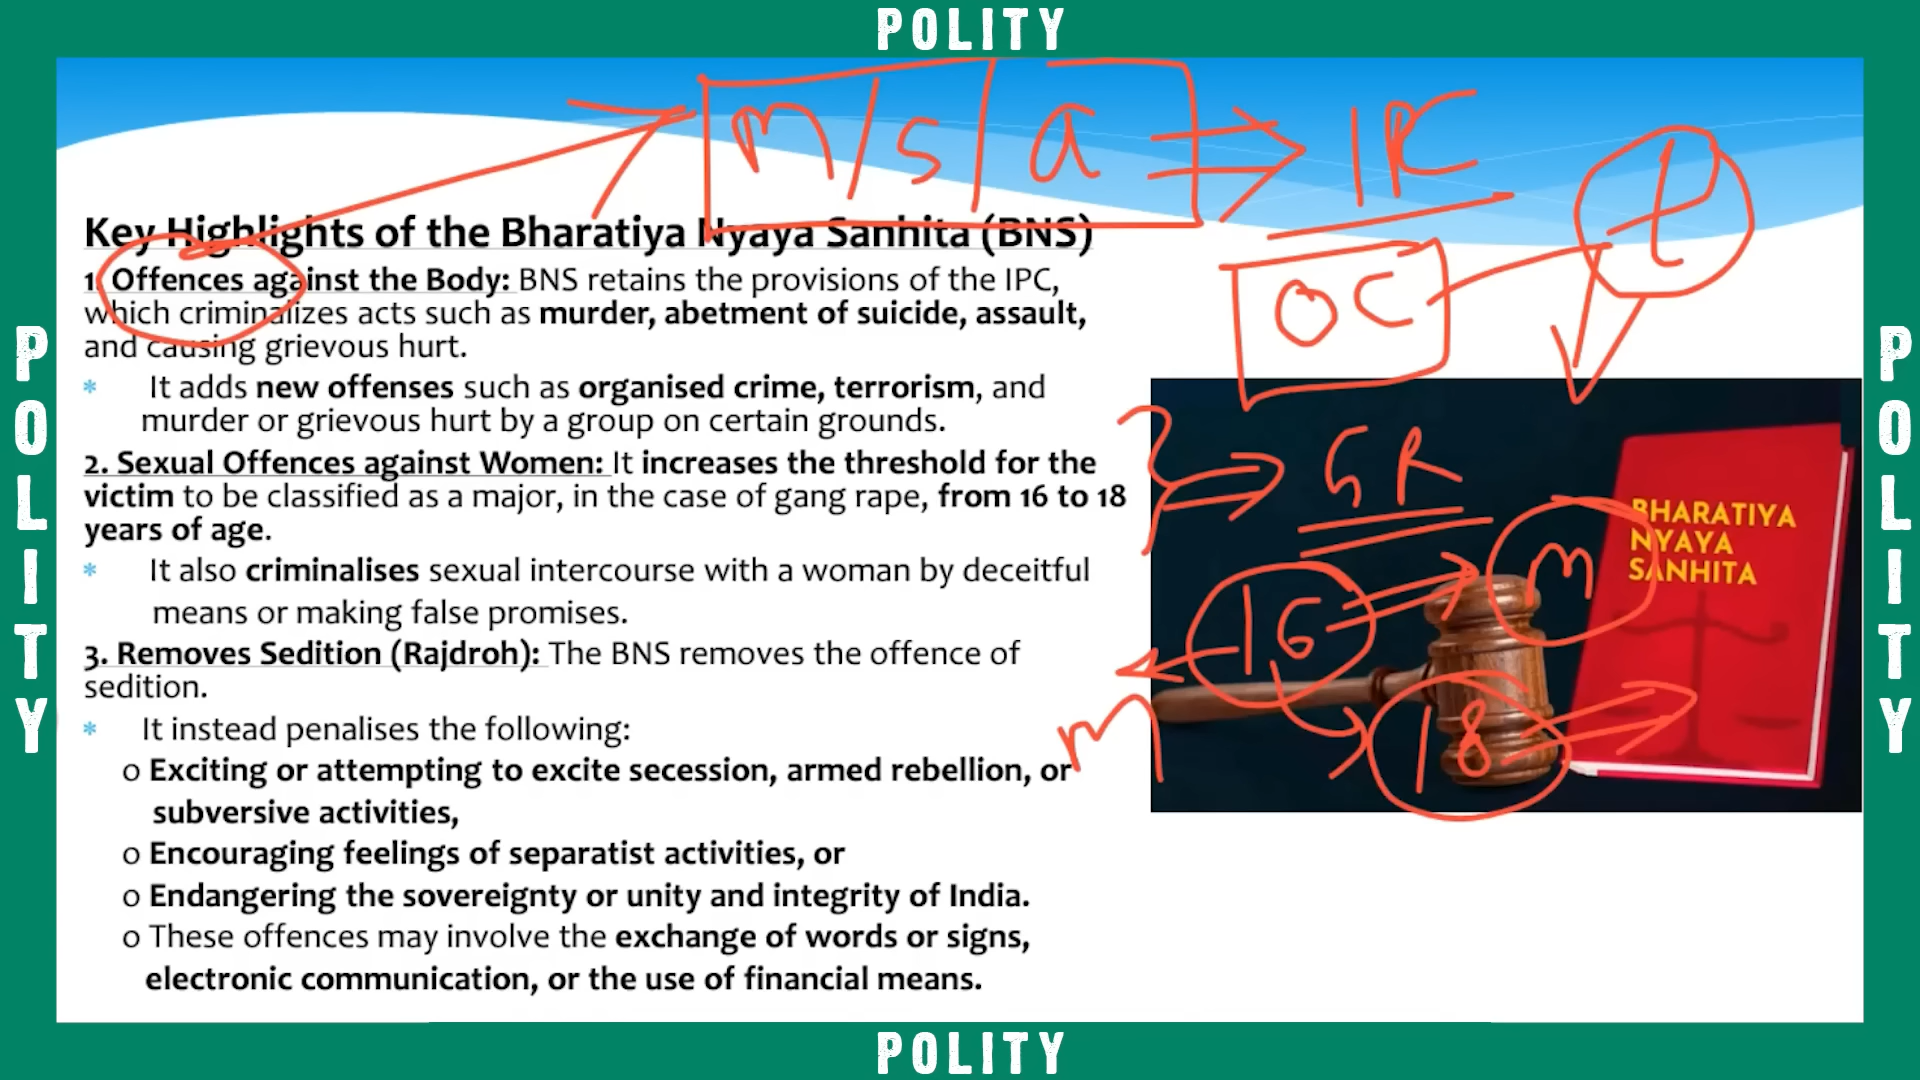 POLITY
m/s/a
IPC
t
Key Highlights of the Bharatiya Nyaya Sanhita (BNS)
1. Offences against the Body: BNS retains the provisions of the IPC,
which criminalizes acts such as murder, abetment of suicide, assault,
and causing grievous hurt.
OC
* It adds new offenses such as organised crime, terrorism, and
murder or grievous hurt by a group on certain grounds.
2. Sexual Offences against Women: It increases the threshold for the
victim to be classified as a major, in the case of gang rape, from 16 to 18
years of age.
* It also criminalises sexual intercourse with a woman by deceitful
means or making false promises.
3. Removes Sedition (Rajdroh): The BNS removes the offence of
sedition.
* It instead penalises the following:
o Exciting or attempting to excite secession, armed rebellion, or
subversive activities,
o Encouraging feelings of separatist activities, or
o Endangering the sovereignty or unity and integrity of India.
o These offences may involve the exchange of words or signs,
electronic communication, or the use of financial means.
GR
BHARATIYA
NYAYA
SANHITA
16
m
18
m
POLITY
POLITY
POLITY